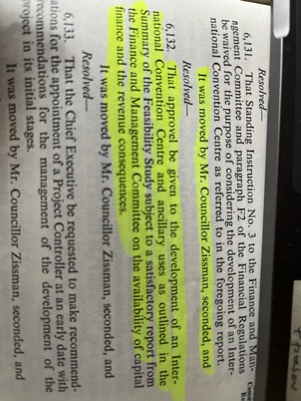 Resolved—
6,131. That Standing Instruction No. 3 to the Finance and Man-
agement Committee and paragraph F2 of the Financial Regulations
be waived for the purpose of considering the development of an Inter-
national Convention Centre as referred to in the foregoing report.
It was moved by Mr. Councillor Zissman, seconded, and
Resolved—
6,132. That approval be given to the development of an Inter-
national Convention Centre and ancillary uses as outlined in the
Summary of the Feasibility Study subject to a satisfactory report from
the Finance and Management Committee on the availability of capital
finance and the revenue consequences.
It was moved by Mr. Councillor Zissman, seconded, and
Resolved—
6,133. That the Chief Executive be requested to make recommend-
ations for the appointment of a Project Controller at an early date with
recommendations for the management of the development of the
project in its initial stages.
It was moved by Mr. Councillor Zissman, seconded, and